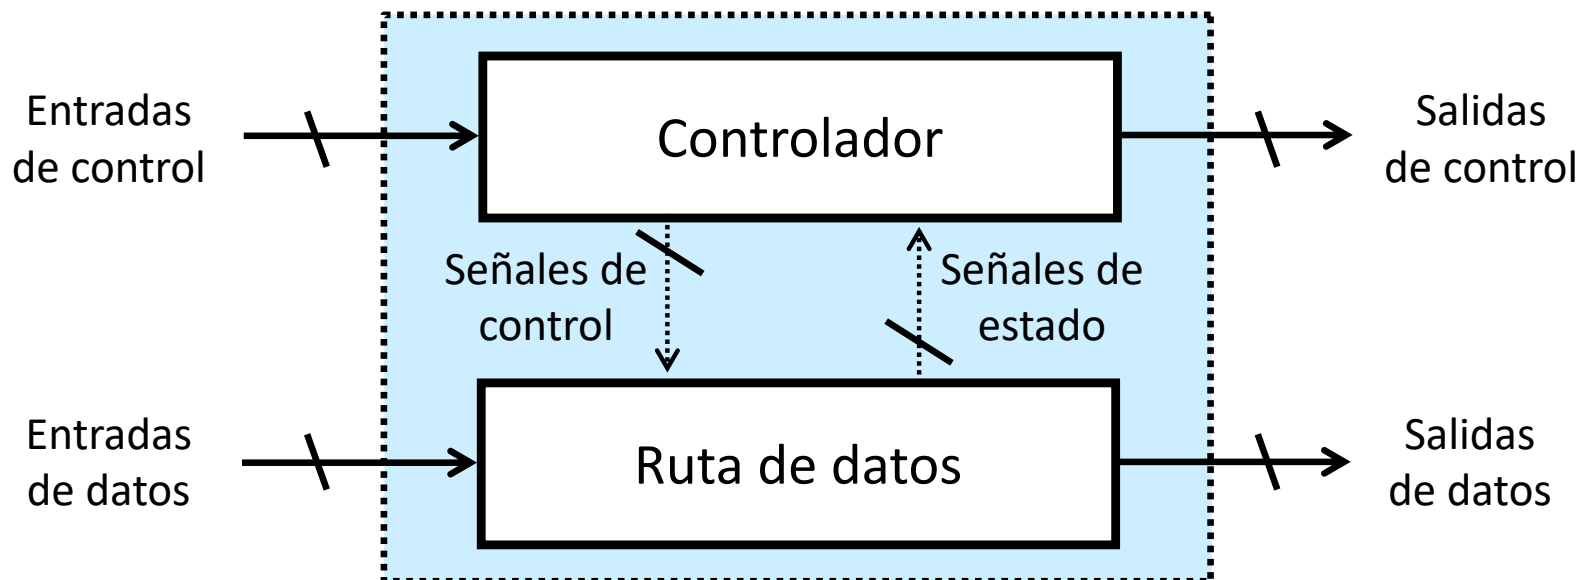 Entradas
de control
Controlador
Salidas
de control
Señales de
control
Señales de
estado
Entradas
de datos
Ruta de datos
Salidas
de datos